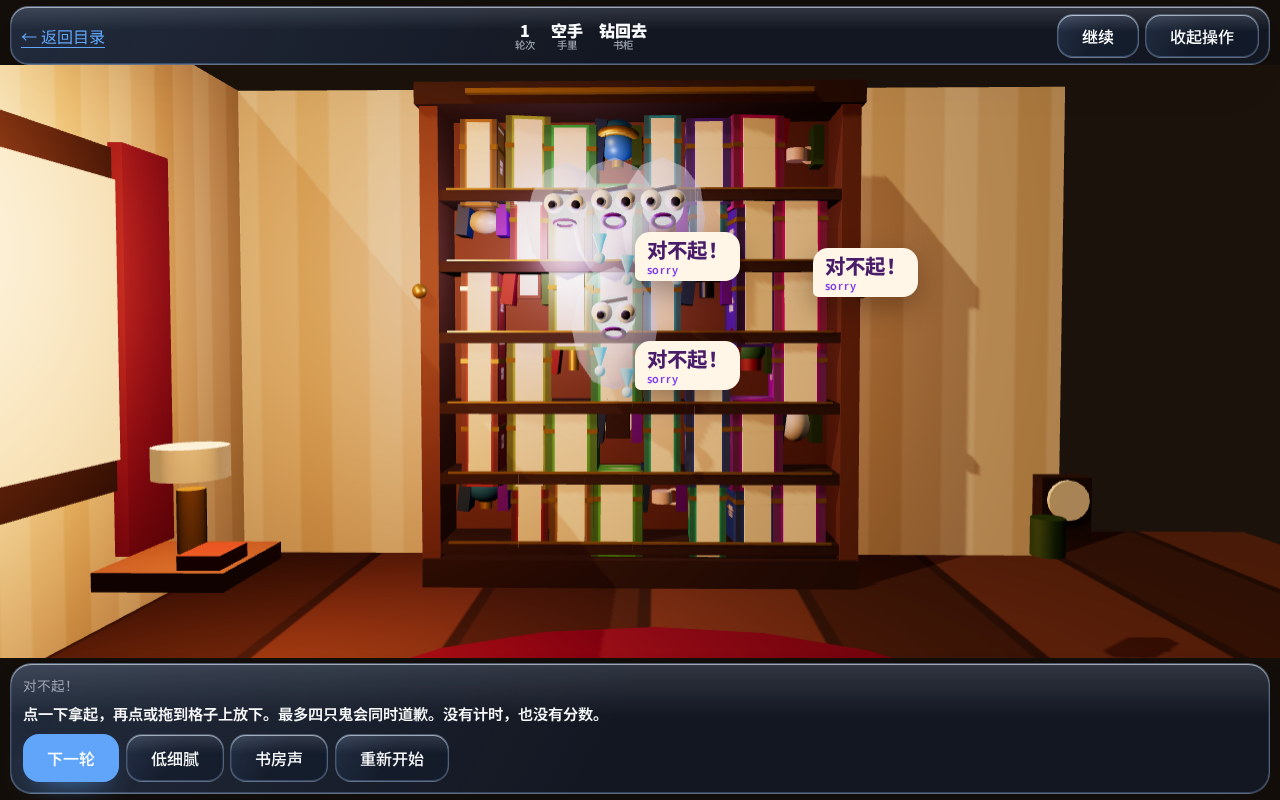 ← 返回目录
1 空手 钻回去
轮次 手里 书柜
继续 收起操作
对不起！
sorry
对不起！
sorry
对不起！
sorry
对不起！
点一下拿起，再点或拖到格子上放下。最多四只鬼会同时道歉。没有计时，也没有分数。
下一轮 低细腻 书房声 重新开始